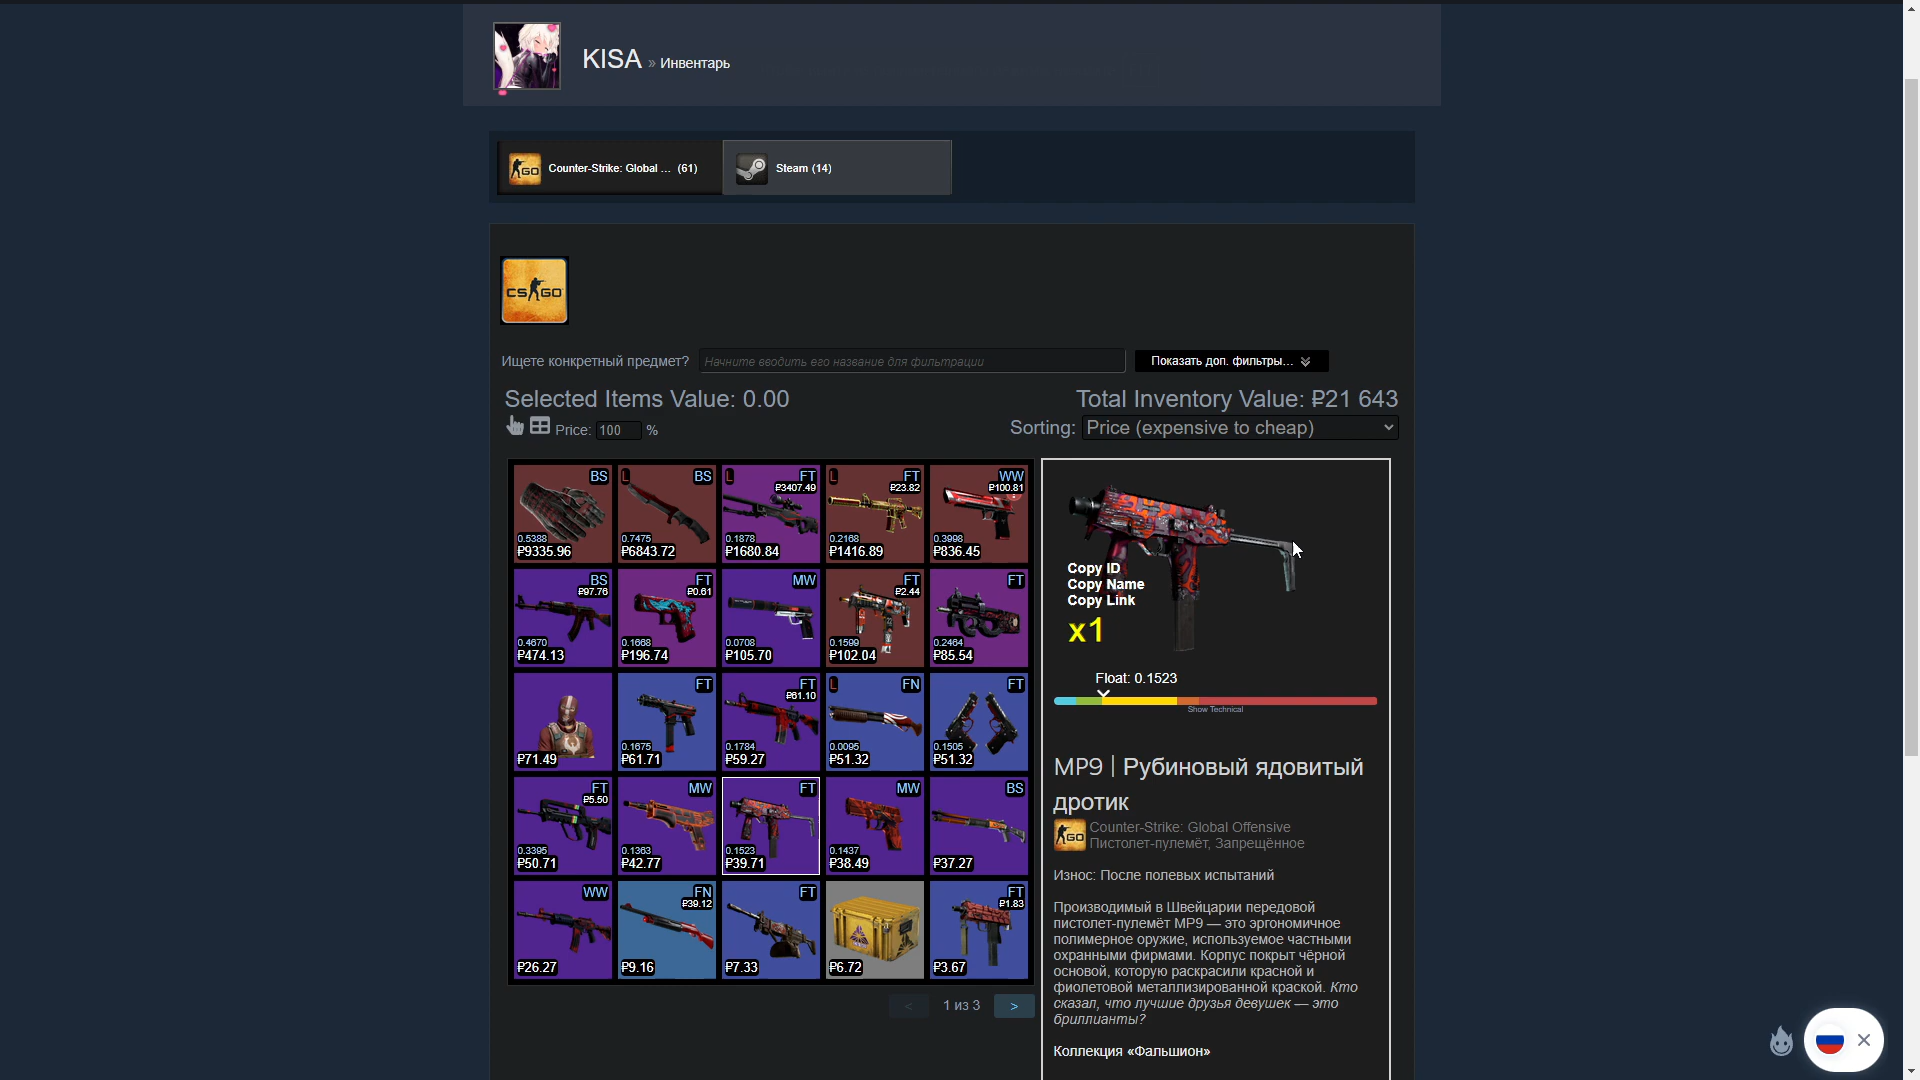 KISA » Инвентарь
Counter-Strike: Global ... (61)
Steam (14)
CS GO
Ищете конкретный предмет?
Начните вводить его название для фильтрации
Показать доп. фильтры...
Selected Items Value: 0.00
Total Inventory Value: ₽21 643
Price: 100 %
Sorting: Price (expensive to cheap)
BS
0.5388
₽9335.96
L BS
0.7475
₽6843.72
L FT
₽3407.49
0.1878
₽1680.84
L FT
₽23.82
0.2168
₽1416.89
WW
₽100.81
0.3998
₽836.45
BS
₽97.76
0.4670
₽474.13
FT
₽0.61
0.1668
₽196.74
MW
0.0708
₽105.70
FT
₽2.44
0.1599
₽102.04
FT
0.2464
₽85.54
₽71.49
FT
0.1675
₽61.71
FT
₽61.10
0.1784
₽59.27
L FN
0.0095
₽51.32
FT
0.1505
₽51.32
FT
₽5.50
0.3395
₽50.71
MW
0.1363
₽42.77
FT
0.1523
₽39.71
MW
0.1437
₽38.49
BS
₽37.27
WW
₽26.27
FN
₽39.12
₽9.16
FT
₽7.33
₽6.72
FT
₽1.83
₽3.67
< 1 из 3 >
Copy ID
Copy Name
Copy Link
x1
Float: 0.1523
Show Technical
MP9 | Рубиновый ядовитый
дротик
Counter-Strike: Global Offensive
Пистолет-пулемёт, Запрещённое
Износ: После полевых испытаний
Производимый в Швейцарии передовой
пистолет-пулемёт MP9 — это эргономичное
полимерное оружие, используемое частными
охранными фирмами. Корпус покрыт чёрной
основой, которую раскрасили красной и
фиолетовой металлизированной краской. Кто
сказал, что лучшие друзья девушек — это
бриллианты?
Коллекция «Фальшион»